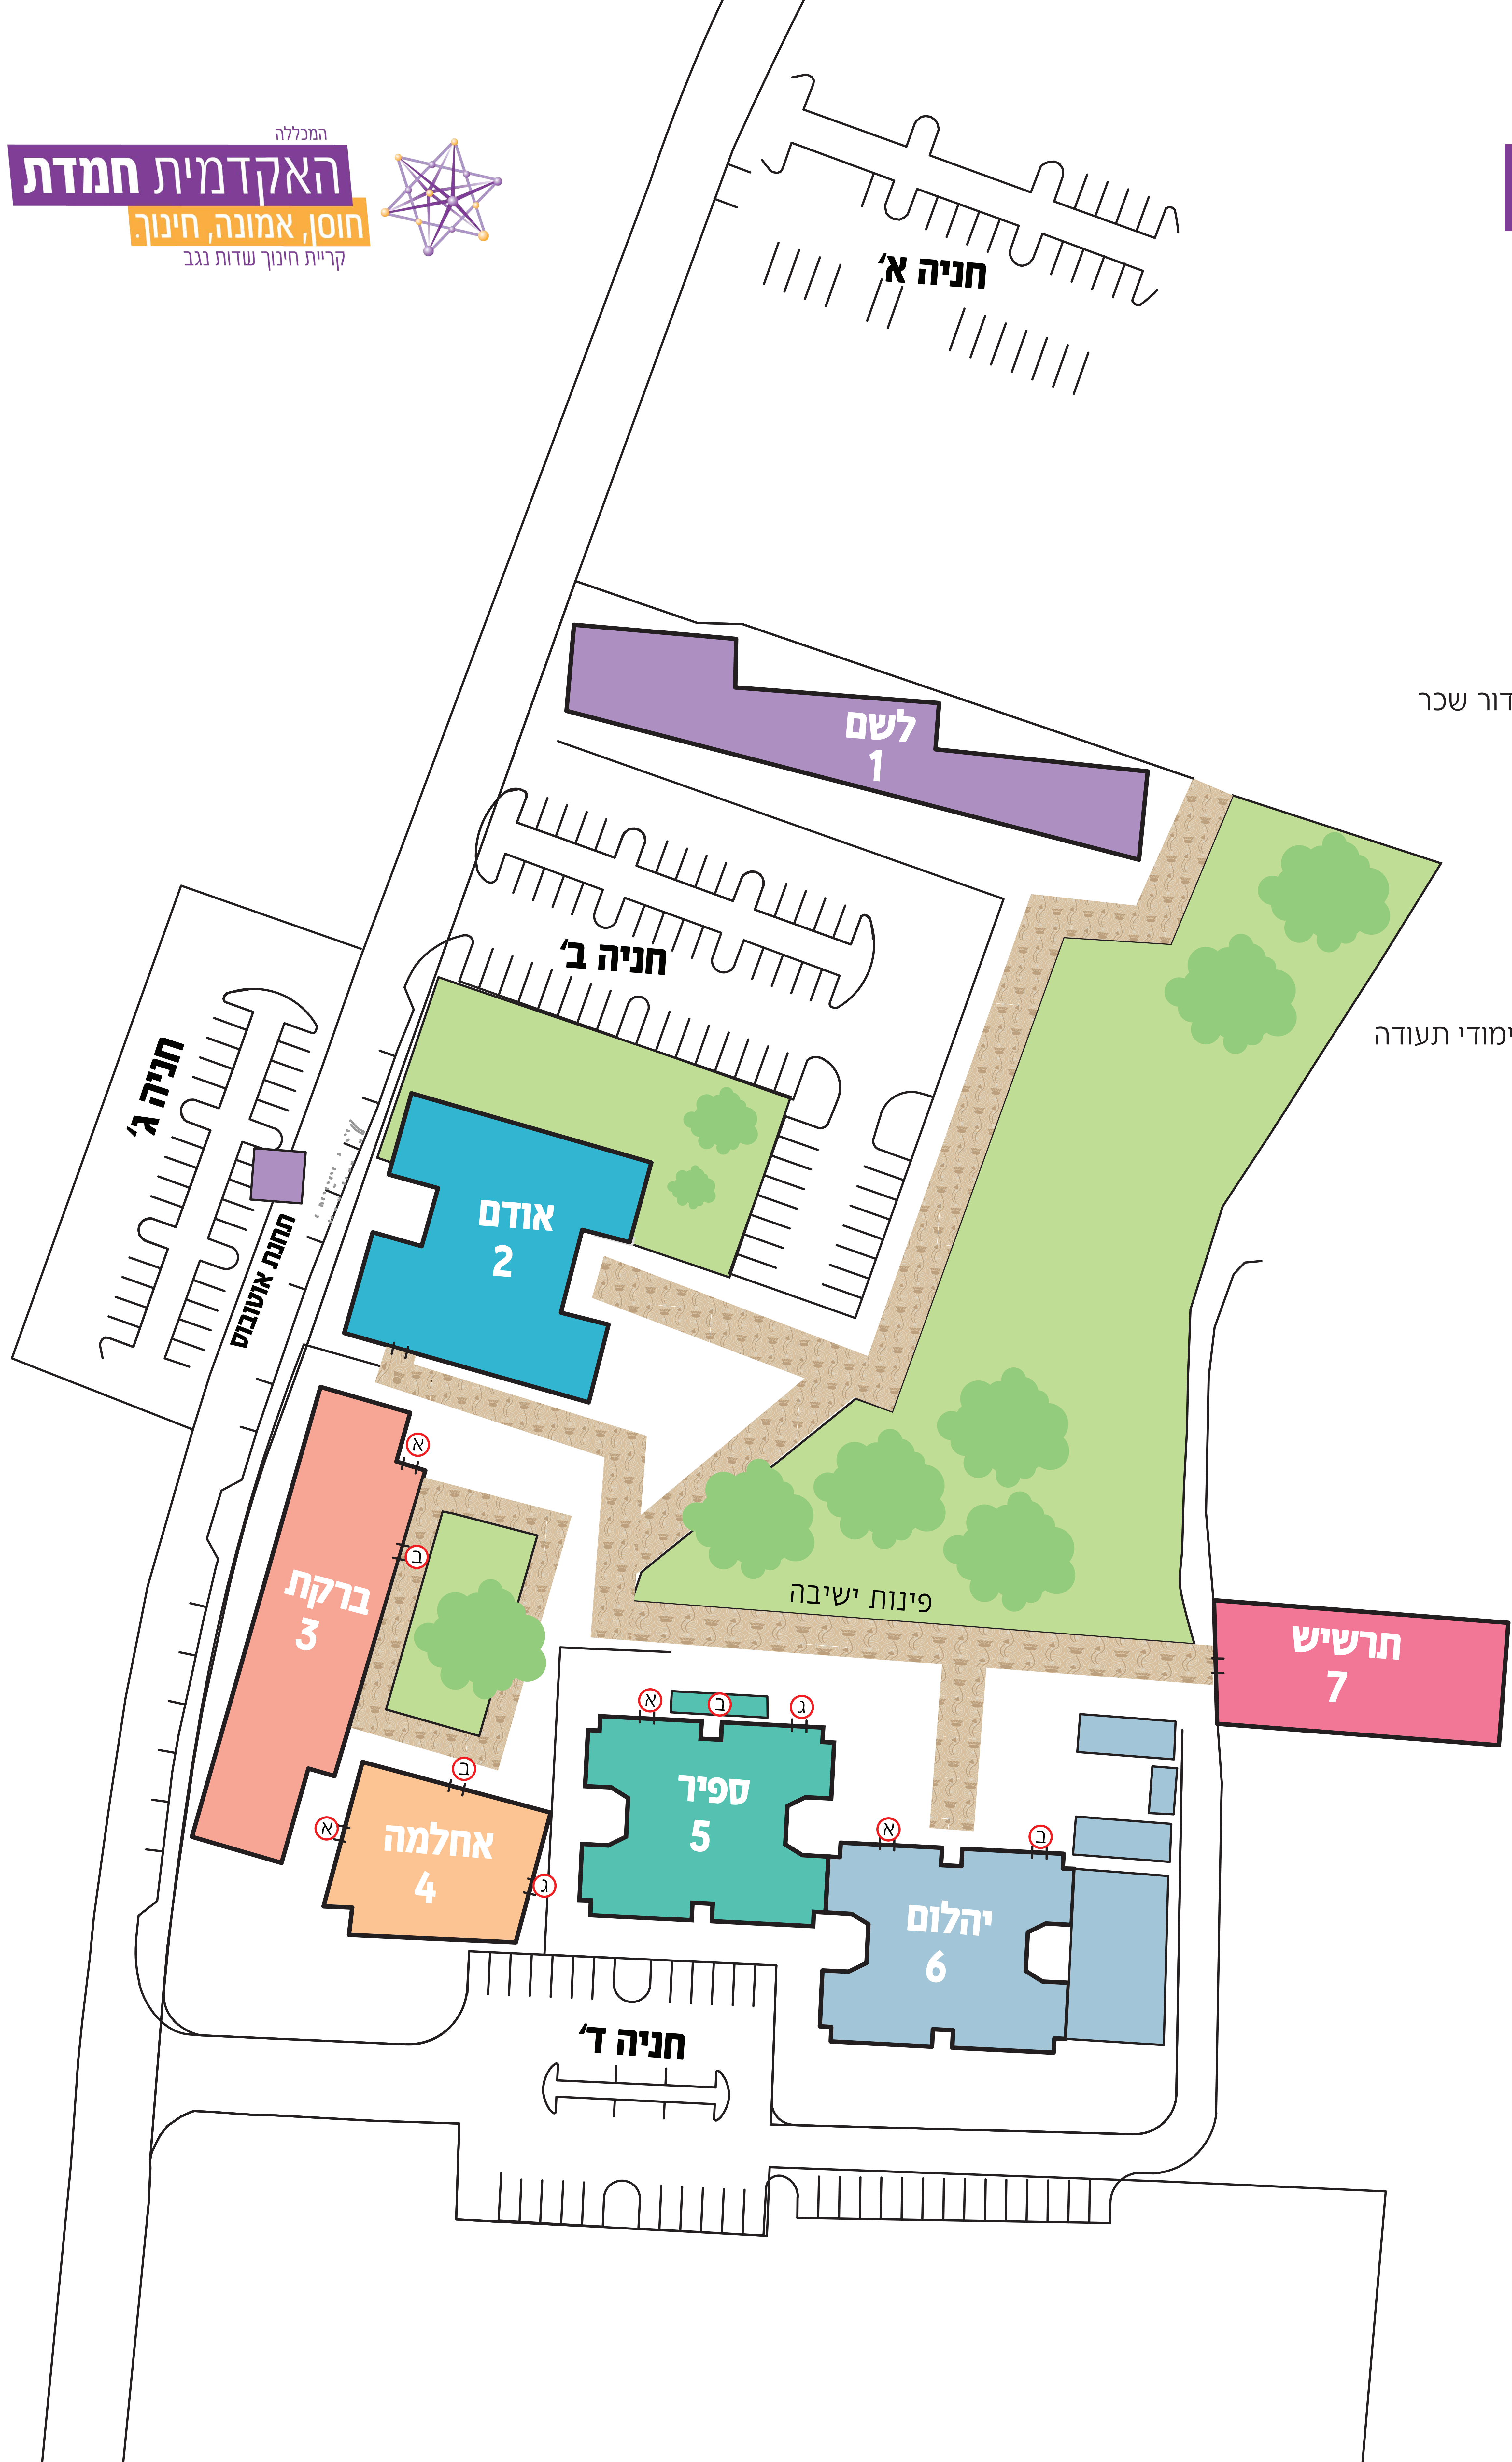 המכללה
האקדמית חמדת
חוסן, אמונה, חינוך.
קריית חינוך שדות נגב
חניה א'
דור שכר
לשם
1
חניה ב'
ימודי תעודה
חניה ג'
תחנת אוטובוס
אודם
2
א
ב
ברקת
3
פינות ישיבה
תרשיש
7
א
ב
ג
ספיר
5
ב
א
ג
אחלמה
4
א
ב
יהלום
6
חניה ד'